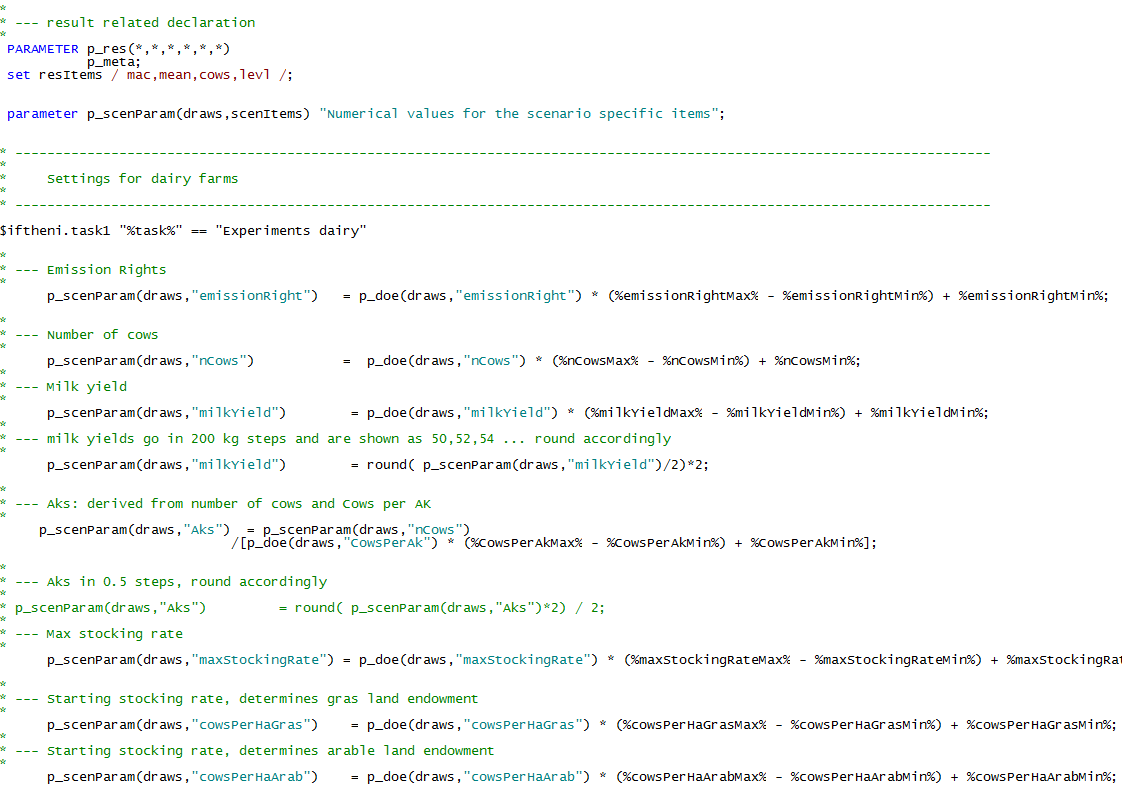 *
* --- result related declaration
*
PARAMETER p_res(*,*,*,*,*,*)
p_meta;
set resItems / mac,mean,cows,levl /;
parameter p_scenParam(draws,scenItems) "Numerical values for the scenario specific items";
* --------------------------------------------------------------------------------------------------------------------------
*
* Settings for dairy farms
*
* --------------------------------------------------------------------------------------------------------------------------
$iftheni.task1 "%task%" == "Experiments dairy"
*
* --- Emission Rights
*
p_scenParam(draws,"emissionRight") = p_doe(draws,"emissionRight") * (%emissionRightMax% - %emissionRightMin%) + %emissionRightMin%;
*
* --- Number of cows
*
p_scenParam(draws,"nCows") = p_doe(draws,"nCows") * (%nCowsMax% - %nCowsMin%) + %nCowsMin%;
*
* --- Milk yield
*
p_scenParam(draws,"milkYield") = p_doe(draws,"milkYield") * (%milkYieldMax% - %milkYieldMin%) + %milkYieldMin%;
*
* --- milk yields go in 200 kg steps and are shown as 50,52,54 ... round accordingly
*
p_scenParam(draws,"milkYield") = round( p_scenParam(draws,"milkYield")/2)*2;
*
* --- Aks: derived from number of cows and Cows per AK
*
p_scenParam(draws,"Aks") = p_scenParam(draws,"nCows")
/[p_doe(draws,"CowsPerAk") * (%CowsPerAkMax% - %CowsPerAkMin%) + %CowsPerAkMin%];
*
* --- Aks in 0.5 steps, round accordingly
*
* p_scenParam(draws,"Aks") = round( p_scenParam(draws,"Aks")*2) / 2;
*
* --- Max stocking rate
*
p_scenParam(draws,"maxStockingRate") = p_doe(draws,"maxStockingRate") * (%maxStockingRateMax% - %maxStockingRateMin%) + %maxStockingRat
*
* --- Starting stocking rate, determines gras land endowment
*
p_scenParam(draws,"cowsPerHaGras") = p_doe(draws,"cowsPerHaGras") * (%cowsPerHaGrasMax% - %cowsPerHaGrasMin%) + %cowsPerHaGrasMin%;
*
* --- Starting stocking rate, determines arable land endowment
*
p_scenParam(draws,"cowsPerHaArab") = p_doe(draws,"cowsPerHaArab") * (%cowsPerHaArabMax% - %cowsPerHaArabMin%) + %cowsPerHaArabMin%;